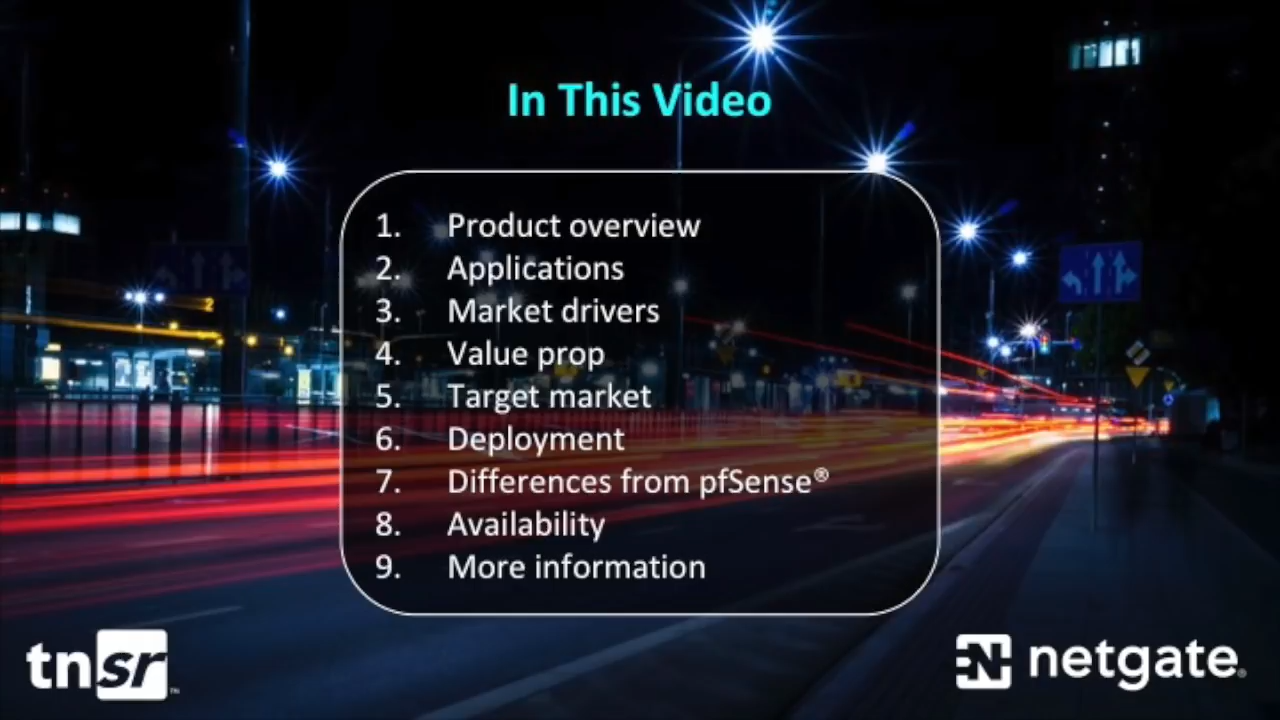 In This Video
1. Product overview
2. Applications
3. Market drivers
4. Value prop
5. Target market
6. Deployment
7. Differences from pfSense®
8. Availability
9. More information
tnsr™
netgate®